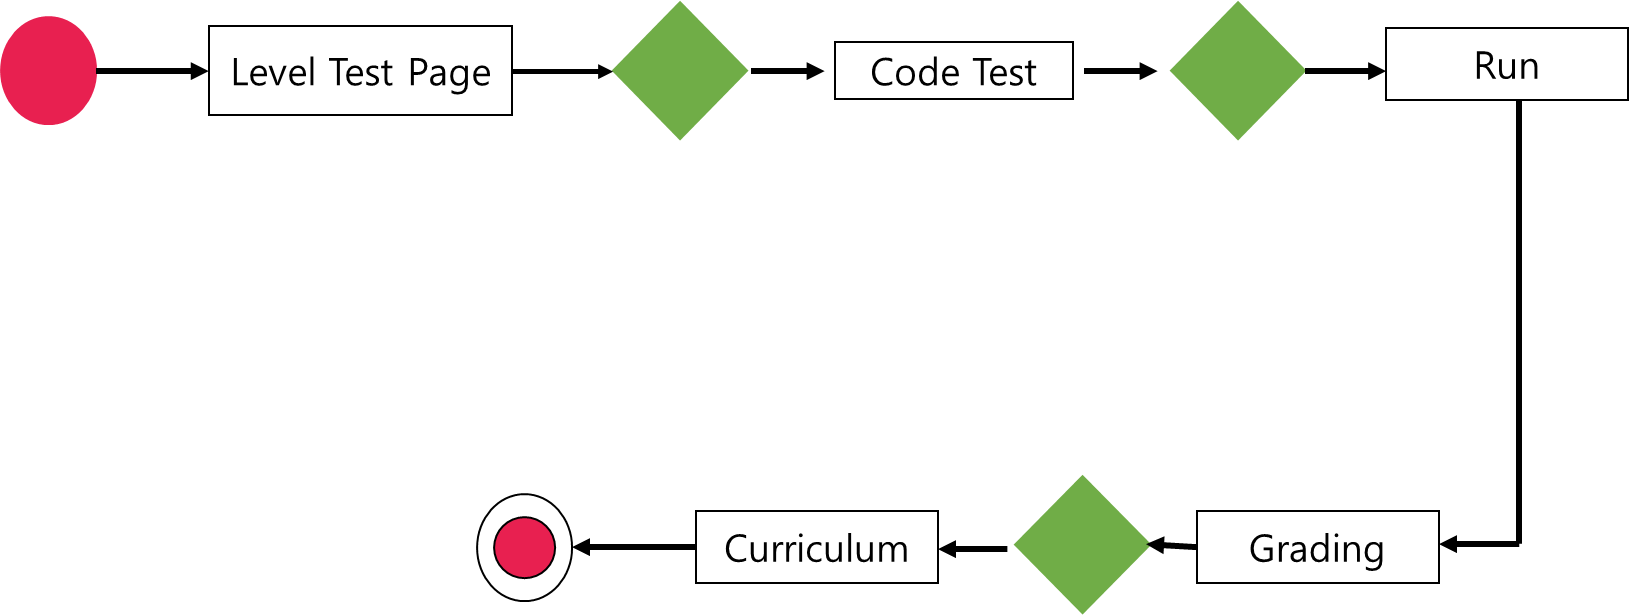 Level Test Page
Code Test
Run
Grading
Curriculum